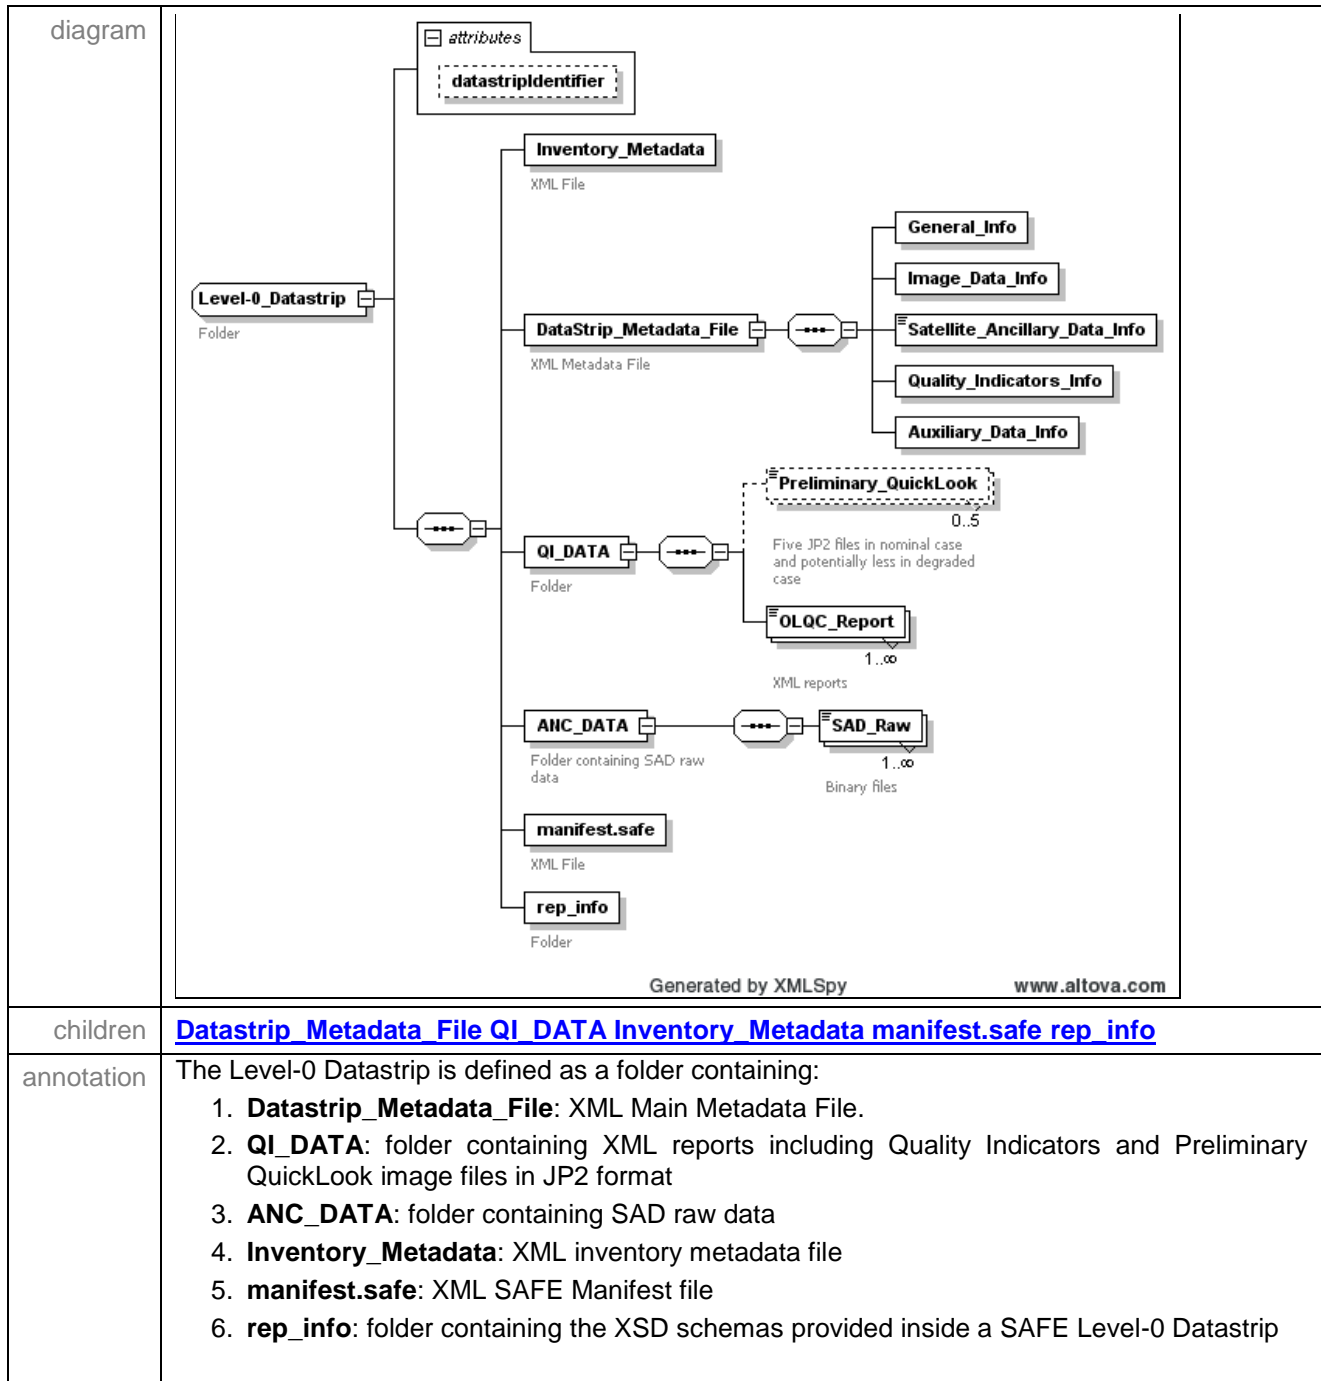 diagram
attributes
datastripIdentifier
Inventory_Metadata
XML File
General_Info
Image_Data_Info
Level-0_Datastrip
Folder
DataStrip_Metadata_File
XML Metadata File
Satellite_Ancillary_Data_Info
Quality_Indicators_Info
Auxiliary_Data_Info
Preliminary_QuickLook
0..5
Five JP2 files in nominal case
and potentially less in degraded
case
QI_DATA
Folder
OLQC_Report
1..∞
XML reports
ANC_DATA
Folder containing SAD raw
data
SAD_Raw
1..∞
Binary files
manifest.safe
XML File
rep_info
Folder
Generated by XMLSpy www.altova.com
children Datastrip_Metadata_File QI_DATA Inventory_Metadata manifest.safe rep_info
annotation The Level-0 Datastrip is defined as a folder containing:
1. Datastrip_Metadata_File: XML Main Metadata File.
2. QI_DATA: folder containing XML reports including Quality Indicators and Preliminary
QuickLook image files in JP2 format
3. ANC_DATA: folder containing SAD raw data
4. Inventory_Metadata: XML inventory metadata file
5. manifest.safe: XML SAFE Manifest file
6. rep_info: folder containing the XSD schemas provided inside a SAFE Level-0 Datastrip